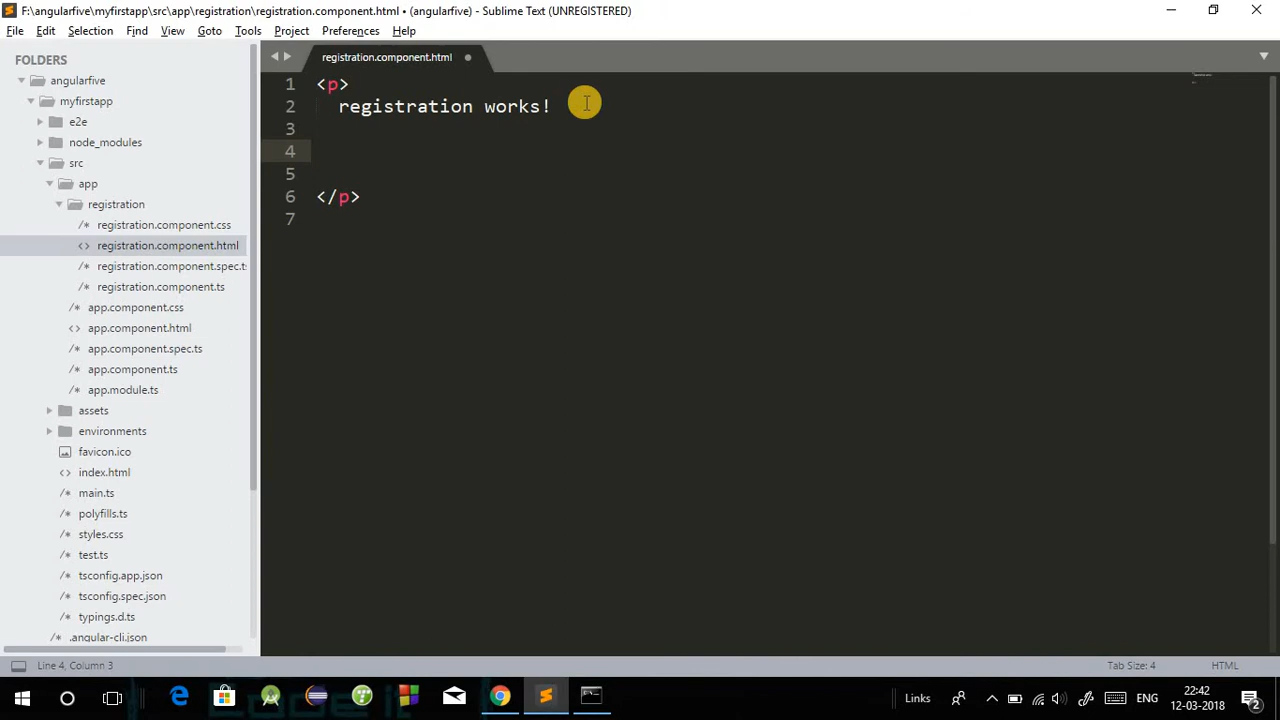 F:\angularfive\myfirstapp\src\app\registration\registration.component.html • (angularfive) - Sublime Text (UNREGISTERED)
File Edit Selection Find View Goto Tools Project Preferences Help
FOLDERS
angularfive
myfirstapp
e2e
node_modules
src
app
registration
registration.component.css
registration.component.html
registration.component.spec.t
registration.component.ts
app.component.css
app.component.html
app.component.spec.ts
app.component.ts
app.module.ts
assets
environments
favicon.ico
index.html
main.ts
polyfills.ts
styles.css
test.ts
tsconfig.app.json
tsconfig.spec.json
typings.d.ts
.angular-cli.json
registration.component.html
1 <p>
2 registration works!
3
4
5
6 </p>
7
Line 4, Column 3
Tab Size: 4
HTML
Links
ENG
22:42
12-03-2018
2